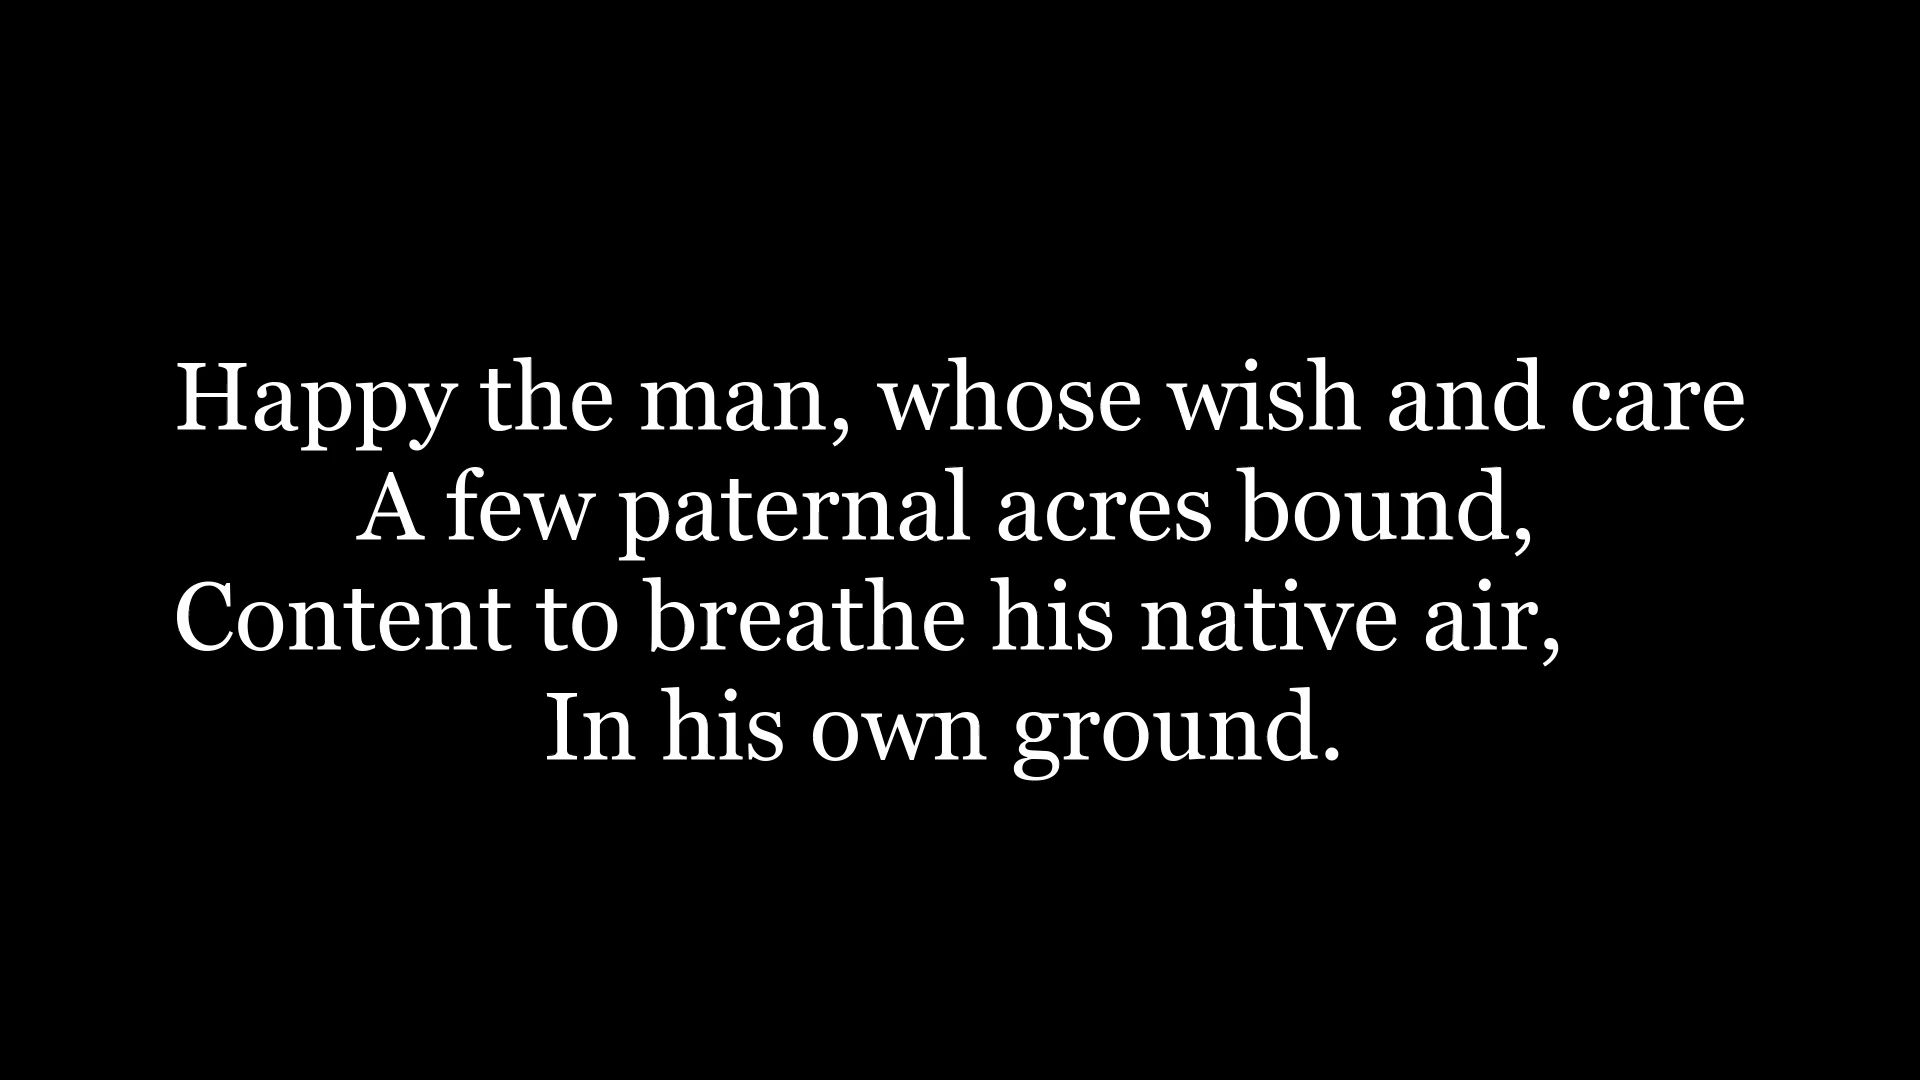 Happy the man, whose wish and care
A few paternal acres bound,
Content to breathe his native air,
In his own ground.